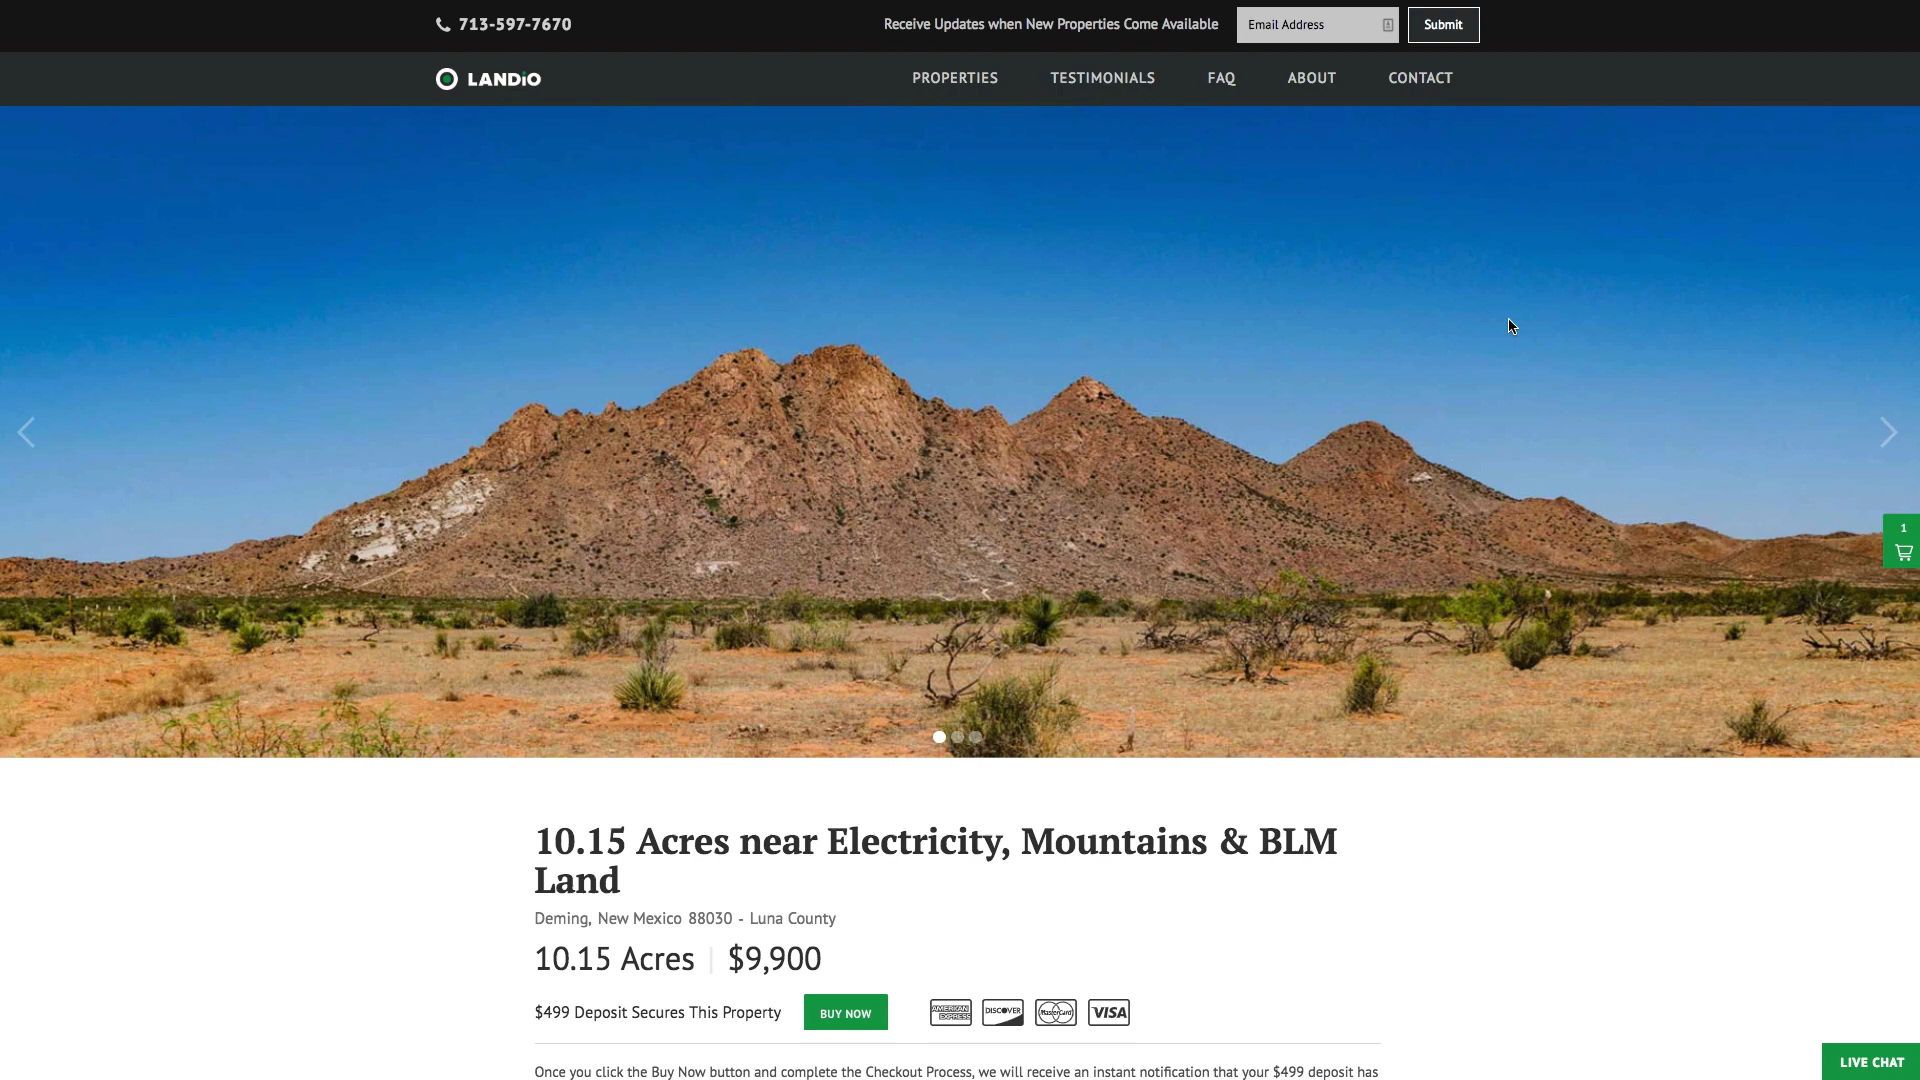 713-597-7670
Receive Updates when New Properties Come Available
Email Address
Submit
LANDiO
PROPERTIES
TESTIMONIALS
FAQ
ABOUT
CONTACT
1
10.15 Acres near Electricity, Mountains & BLM
Land
Deming, New Mexico 88030 - Luna County
10.15 Acres | $9,900
$499 Deposit Secures This Property
BUY NOW
AMERICAN EXPRESS
DISCOVER
MasterCard
VISA
Once you click the Buy Now button and complete the Checkout Process, we will receive an instant notification that your $499 deposit has
LIVE CHAT